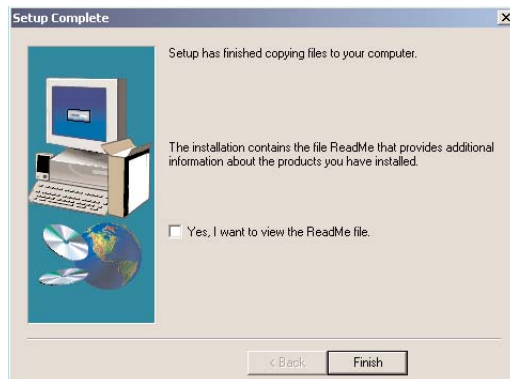 Setup Complete
Setup has finished copying files to your computer.
The installation contains the file ReadMe that provides additional
information about the products you have installed.
Yes, I want to view the ReadMe file.
< Back
Finish